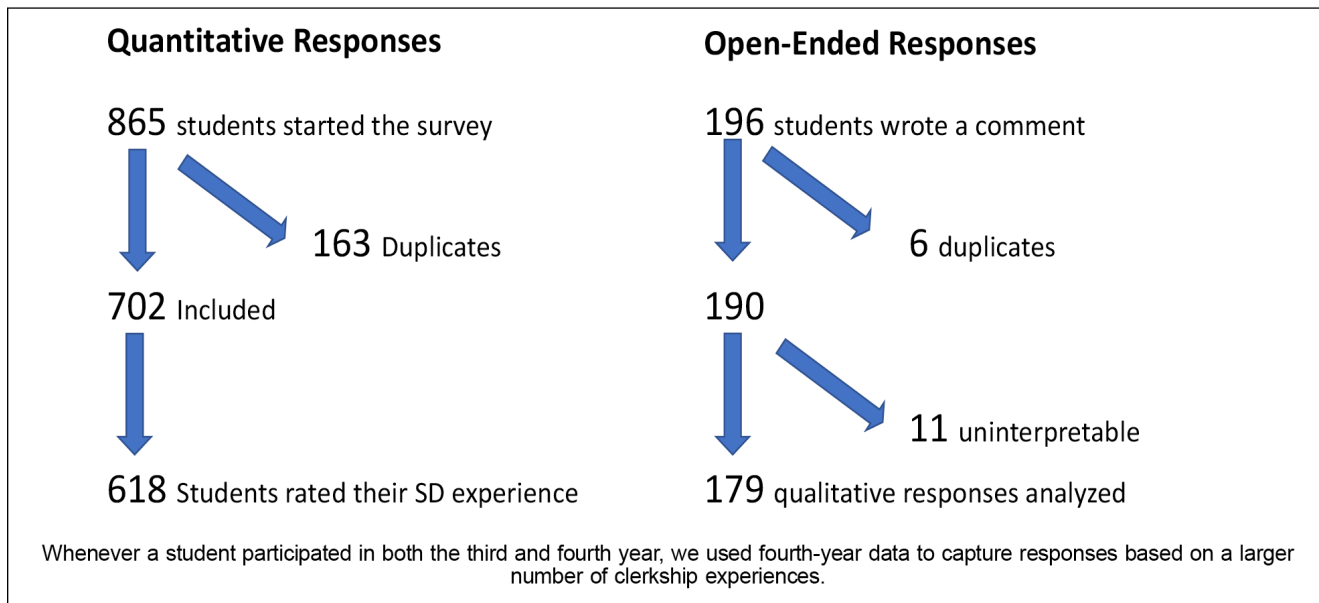 Quantitative Responses
865 students started the survey
163 Duplicates
702 Included
618 Students rated their SD experience
Open-Ended Responses
196 students wrote a comment
6 duplicates
190
11 uninterpretable
179 qualitative responses analyzed
Whenever a student participated in both the third and fourth year, we used fourth-year data to capture responses based on a larger
number of clerkship experiences.